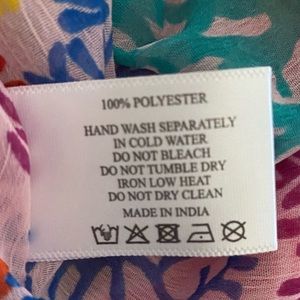 100% POLYESTER
HAND WASH SEPARATELY
IN COLD WATER
DO NOT BLEACH
DO NOT TUMBLE DRY
IRON LOW HEAT
DO NOT DRY CLEAN
MADE IN INDIA